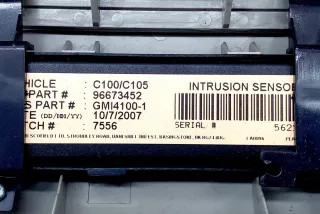 HICLE : C100/C105
PART # : 96673452
S PART # : GMI4100-1
TE (DD/MM/YY) : 10/7/2007
TCH # : 7556
INTRUSION SENSOR
SERIAL #
562